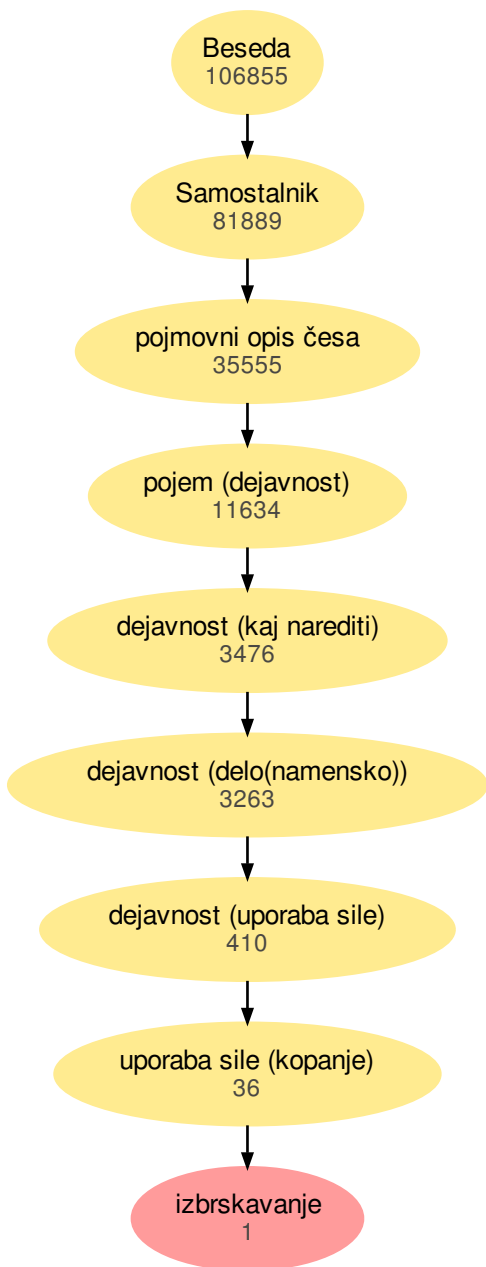 Beseda
106855
Samostalnik
81889
pojmovni opis česa
35555
pojem (dejavnost)
11634
dejavnost (kaj narediti)
3476
dejavnost (delo(namensko))
3263
dejavnost (uporaba sile)
410
uporaba sile (kopanje)
36
izbrskavanje
1